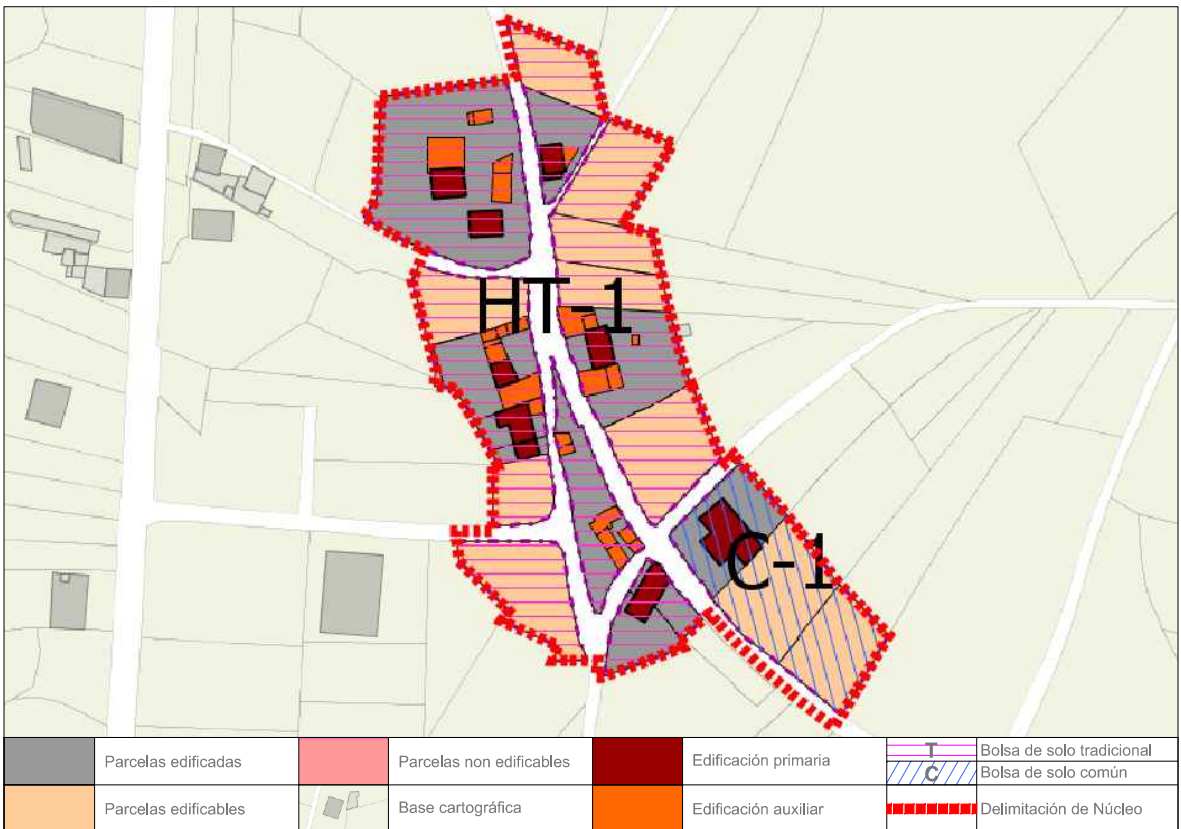 HT-1
C-1
Parcelas edificadas
Parcelas non edificables
Edificación primaria
T
Bolsa de solo tradicional
C
Bolsa de solo común
Parcelas edificables
Base cartográfica
Edificación auxiliar
Delimitación de Núcleo